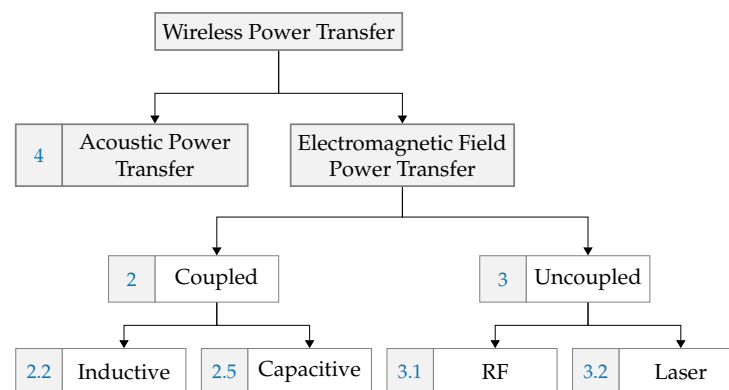 Wireless Power Transfer
4
Acoustic Power
Transfer
Electromagnetic Field
Power Transfer
2
Coupled
3
Uncoupled
2.2
Inductive
2.5
Capacitive
3.1
RF
3.2
Laser